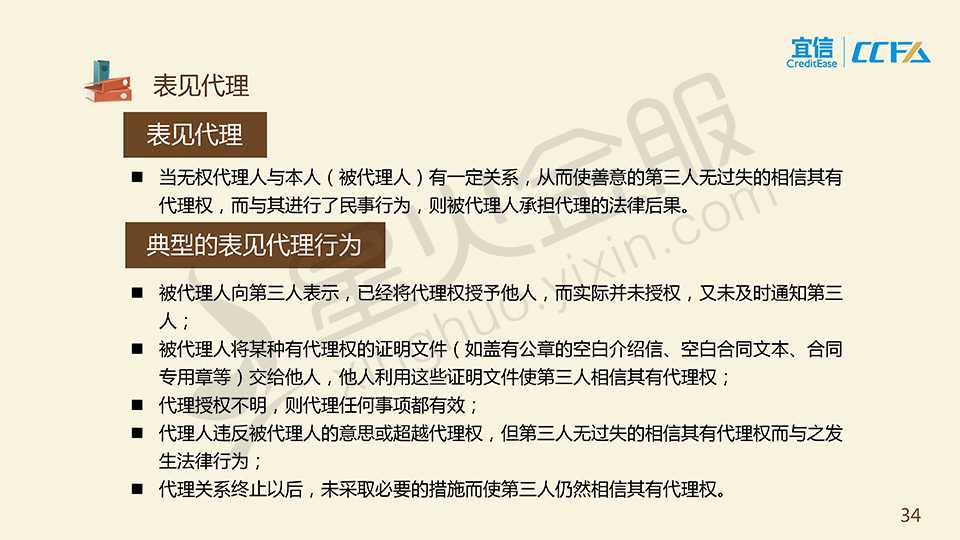 宜信
CreditEase
CCFA
表见代理
表见代理
■ 当无权代理人与本人（被代理人）有一定关系，从而使善意的第三人无过失的相信其有
代理权，而与其进行了民事行为，则被代理人承担代理的法律后果。
典型的表见代理行为
■ 被代理人向第三人表示，已经将代理权授予他人，而实际并未授权，又未及时通知第三
人；
■ 被代理人将某种有代理权的证明文件（如盖有公章的空白介绍信、空白合同文本、合同
专用章等）交给他人，他人利用这些证明文件使第三人相信其有代理权；
■ 代理授权不明，则代理任何事项都有效；
■ 代理人违反被代理人的意思或超越代理权，但第三人无过失的相信其有代理权而与之发
生法律行为；
■ 代理关系终止以后，未采取必要的措施而使第三人仍然相信其有代理权。
星火金服
xinghuo.yixin.com
34